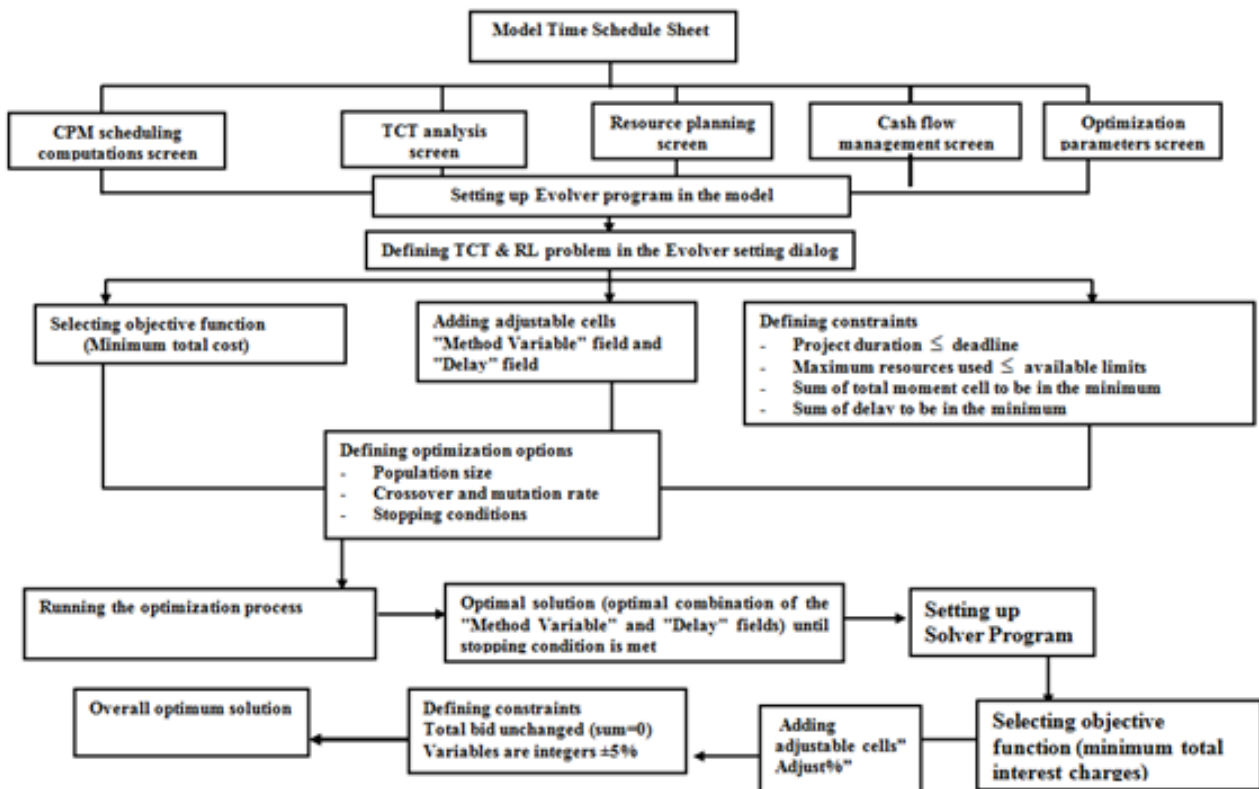 Model Time Schedule Sheet
CPM scheduling
computations screen
TCT analysis
screen
Resource planning
screen
Cash flow
management screen
Optimization
parameters screen
Setting up Evolver program in the model
Defining TCT & RL problem in the Evolver setting dialog
Selecting objective function
(Minimum total cost)
Adding adjustable cells
"Method Variable" field and
"Delay" field
Defining constraints
- Project duration ≤ deadline
- Maximum resources used ≤ available limits
- Sum of total moment cell to be in the minimum
- Sum of delay to be in the minimum
Defining optimization options
- Population size
- Crossover and mutation rate
- Stopping conditions
Running the optimization process
Optimal solution (optimal combination of the
"Method Variable" and "Delay" fields) until
stopping condition is met
Setting up
Solver Program
Overall optimum solution
Defining constraints
Total bid unchanged (sum=0)
Variables are integers ±5%
Adding
adjustable cells"
Adjust%"
Selecting objective
function (minimum total
interest charges)